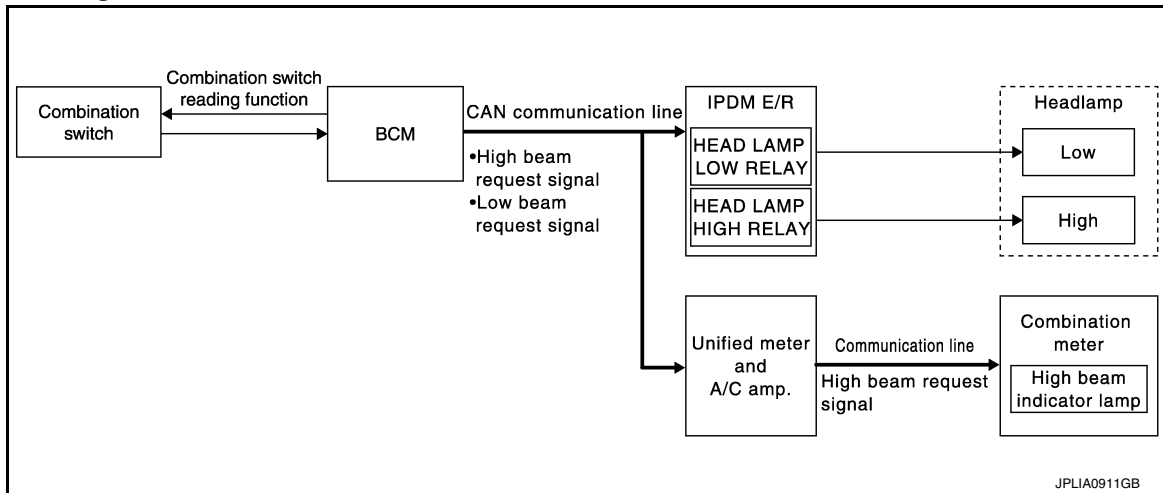 Combination switch
reading function
Combination
switch
BCM
CAN communication line
•High beam
request signal
•Low beam
request signal
IPDM E/R
HEAD LAMP
LOW RELAY
HEAD LAMP
HIGH RELAY
Headlamp
Low
High
Unified meter
and
A/C amp.
Communication line
High beam request
signal
Combination
meter
High beam
indicator lamp
JPLIA0911GB